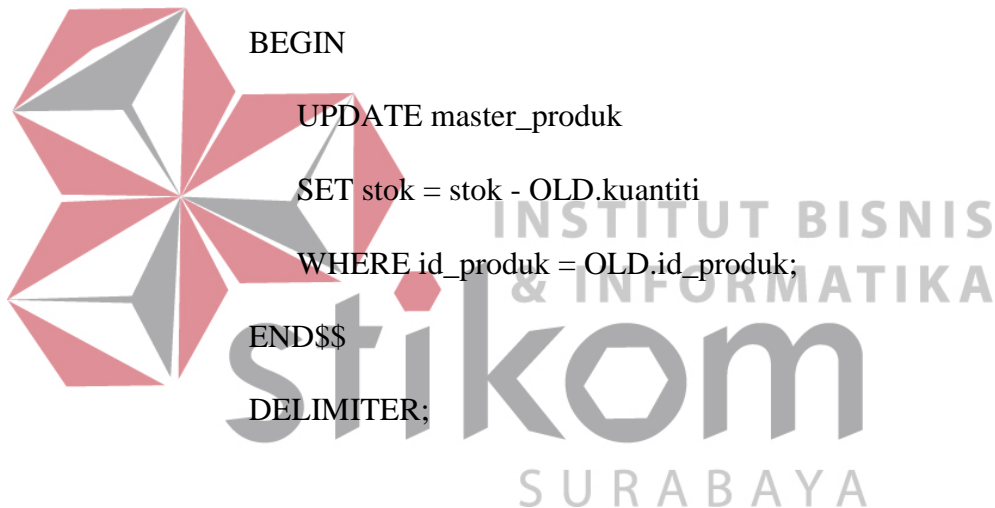 BEGIN
UPDATE master_produk
SET stok = stok - OLD.kuantiti
INSTITUT BISNIS
WHERE id_produk = OLD.id_produk;
& INFORMATIKA
END$$
stikom
DELIMITER;
SURABAYA